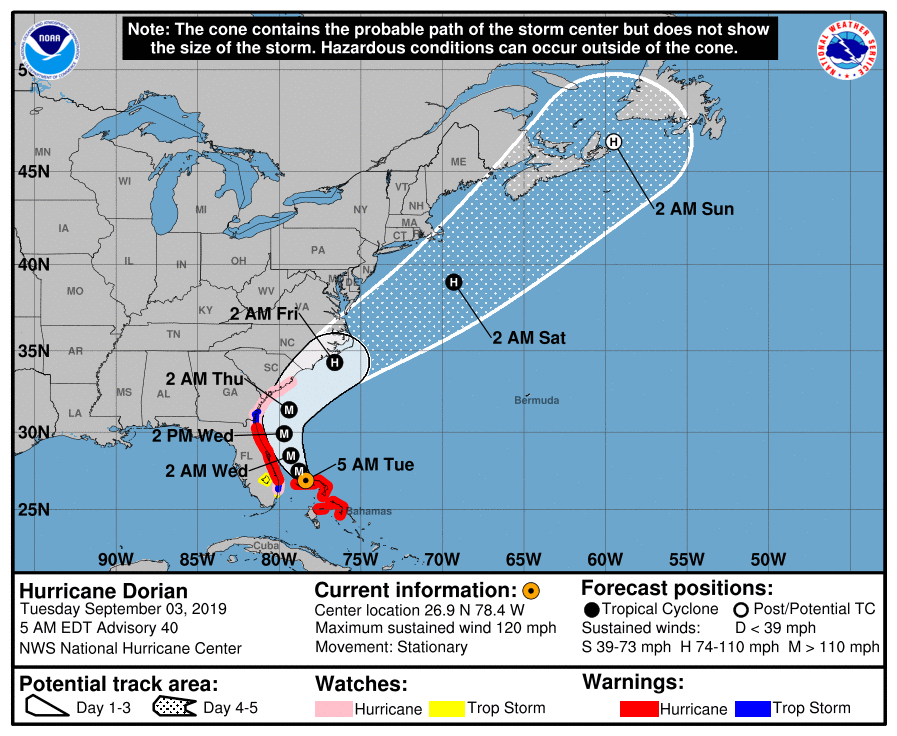 Note: The cone contains the probable path of the storm center but does not show
the size of the storm. Hazardous conditions can occur outside of the cone.
NOAA
NATIONAL WEATHER SERVICE
50
MN
ME
45N
WI
VT
NH
MI
NY
MA
2 AM Sun
IA
CT
PA
40N
IL
IN
OH
NJ
DE
MO
WV
KY
VA
2 AM Fri
TN
2 AM Sat
NC
35N
AR
SC
2 AM Thu
MS
AL
GA
Bermuda
LA
30N
2 PM Wed
FL
2 AM Wed
5 AM Tue
25N
Bahamas
Cuba
90W
85W
80W
75W
70W
65W
60W
55W
50W
H
H
H
M
M
M
M
Hurricane Dorian
Tuesday September 03, 2019
5 AM EDT Advisory 40
NWS National Hurricane Center
Current information:
Center location 26.9 N 78.4 W
Maximum sustained wind 120 mph
Movement: Stationary
Forecast positions:
Tropical Cyclone Post/Potential TC
Sustained winds: D < 39 mph
S 39-73 mph H 74-110 mph M > 110 mph
Potential track area:
Day 1-3 Day 4-5
Watches:
Hurricane Trop Storm
Warnings:
Hurricane Trop Storm